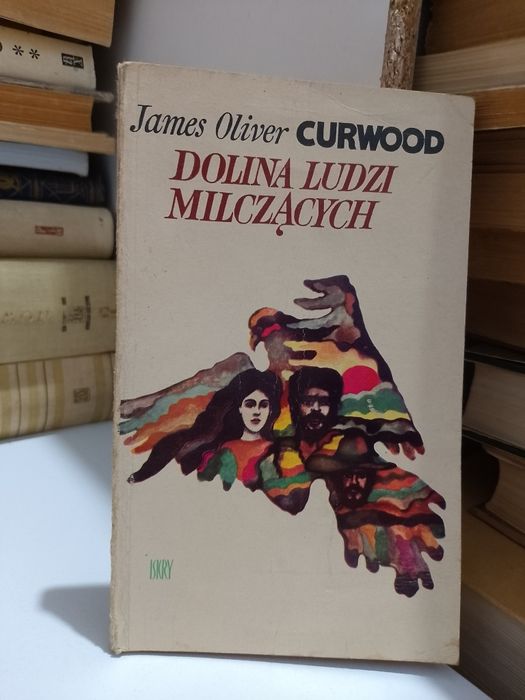 James Oliver CURWOOD
DOLINA LUDZI
MILCZĄCYCH
ISKRY